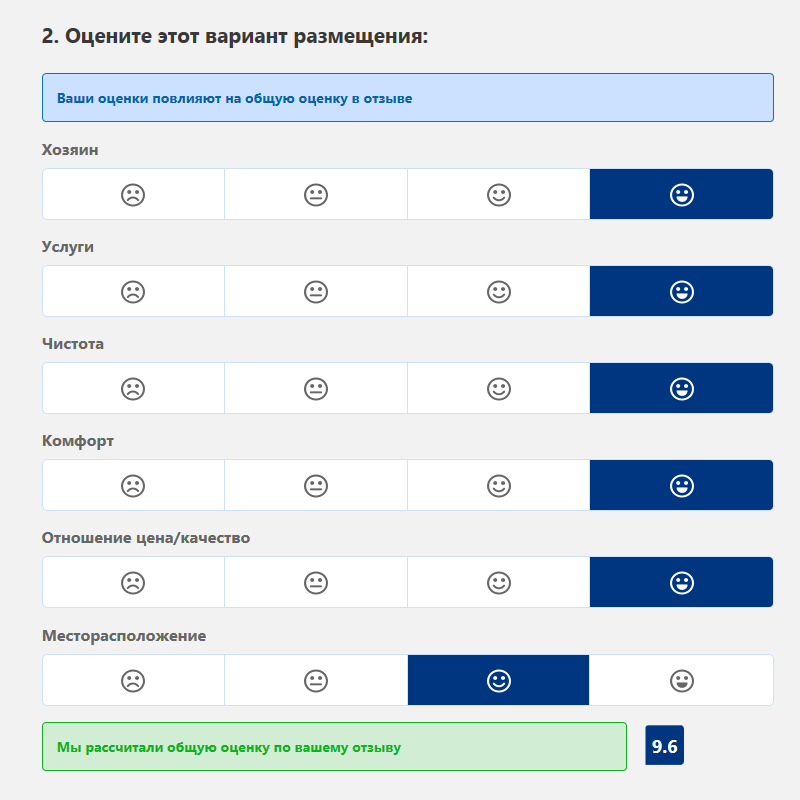 2. Оцените этот вариант размещения:
Ваши оценки повлияют на общую оценку в отзыве
Хозяин
Услуги
Чистота
Комфорт
Отношение цена/качество
Месторасположение
Мы рассчитали общую оценку по вашему отзыву
9.6